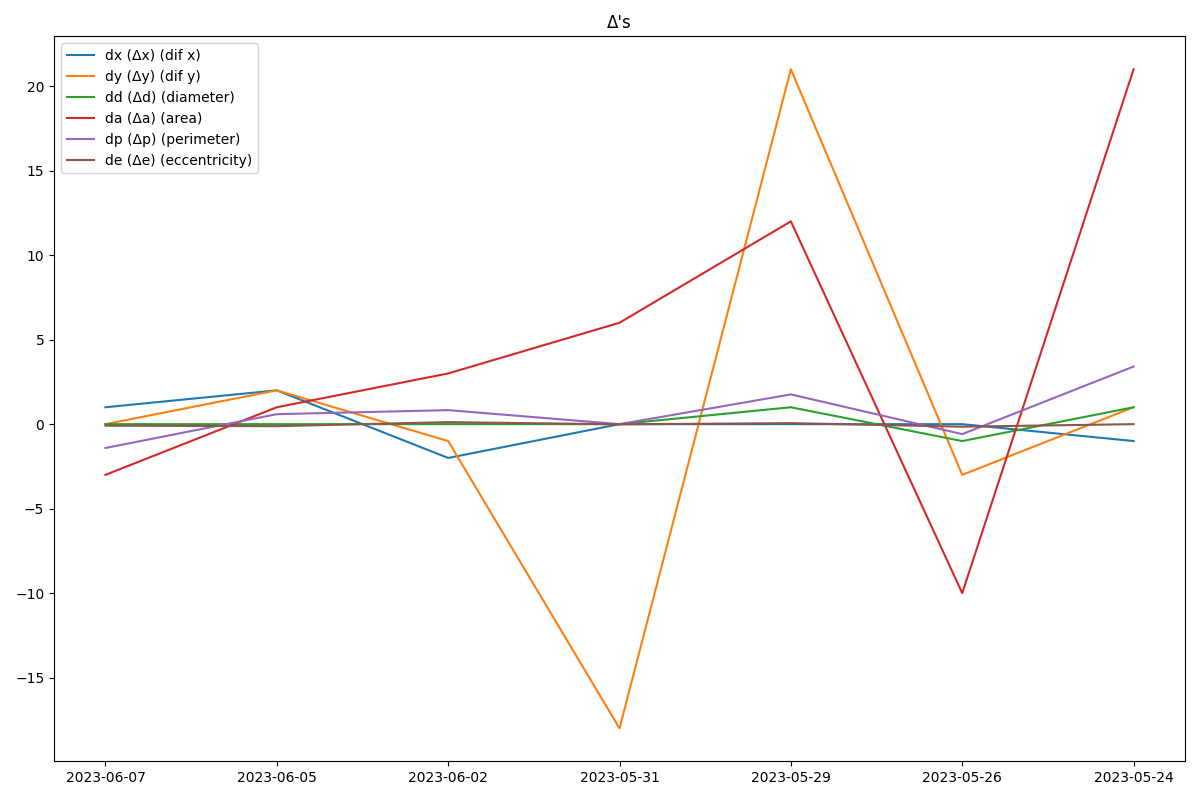 Δ's
dx (Δx) (dif x)
dy (Δy) (dif y)
dd (Δd) (diameter)
da (Δa) (area)
dp (Δp) (perimeter)
de (Δe) (eccentricity)
20
15
10
5
0
−5
−10
−15
2023-06-07 2023-06-05 2023-06-02 2023-05-31 2023-05-29 2023-05-26 2023-05-24